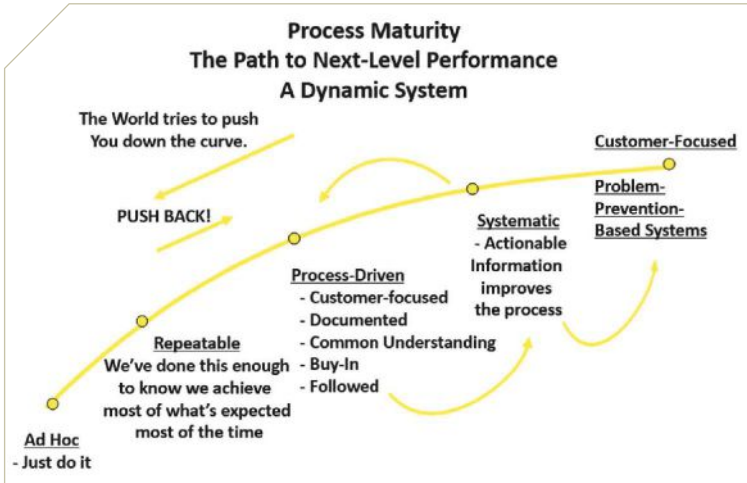 Process Maturity
The Path to Next-Level Performance
A Dynamic System
The World tries to push
You down the curve.
PUSH BACK!
Customer-Focused
Problem-
Prevention-
Based Systems
Systematic
- Actionable
Information
improves
the process
Process-Driven
- Customer-focused
- Documented
- Common Understanding
- Buy-In
- Followed
Repeatable
We've done this enough
to know we achieve
most of what's expected
most of the time
Ad Hoc
- Just do it